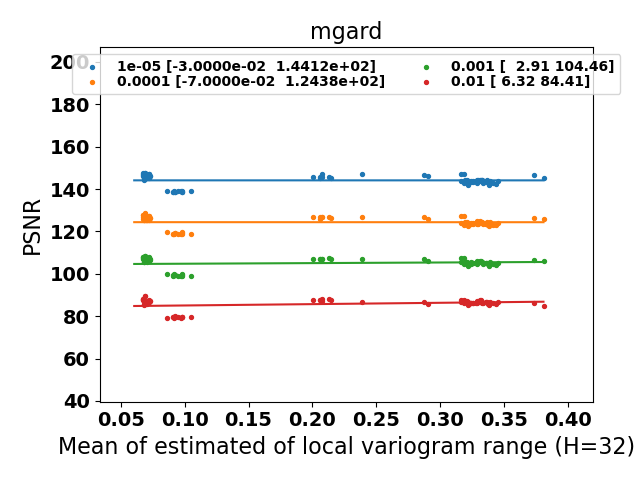 mgard
1e-05 [-3.0000e-02  1.4412e+02]
0.0001 [-7.0000e-02  1.2438e+02]
0.001 [  2.91 104.46]
0.01 [ 6.32 84.41]
PSNR
200
180
160
140
120
100
80
60
40
0.05 0.10 0.15 0.20 0.25 0.30 0.35 0.40
Mean of estimated of local variogram range (H=32)